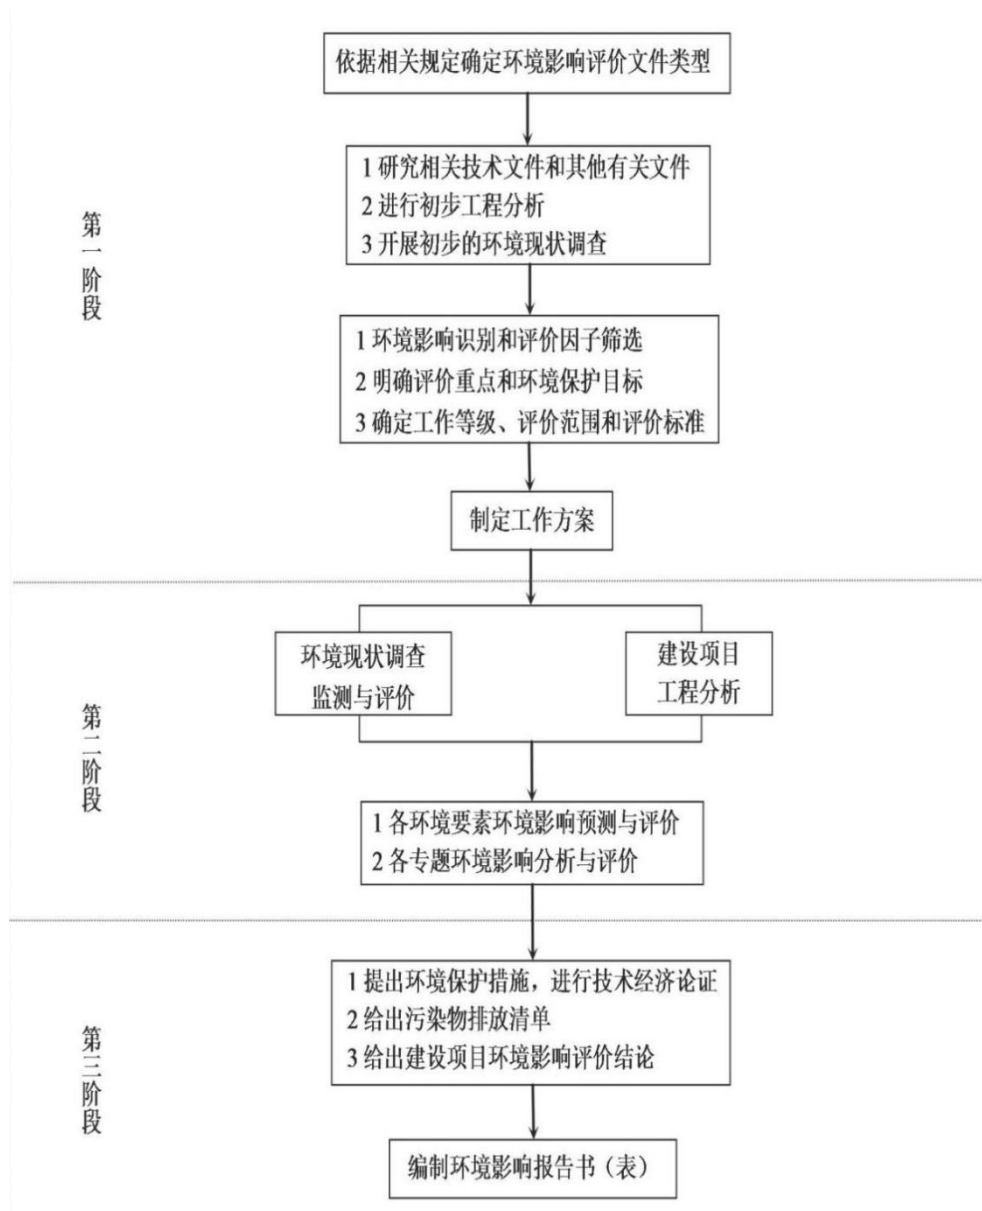 依据相关规定确定环境影响评价文件类型
1 研究相关技术文件和其他有关文件
2 进行初步工程分析
3 开展初步的环境现状调查
第一阶段
1 环境影响识别和评价因子筛选
2 明确评价重点和环境保护目标
3 确定工作等级、评价范围和评价标准
制定工作方案
环境现状调查
监测与评价
建设项目
工程分析
第二阶段
1 各环境要素环境影响预测与评价
2 各专题环境影响分析与评价
1 提出环境保护措施，进行技术经济论证
2 给出污染物排放清单
3 给出建设项目环境影响评价结论
第三阶段
编制环境影响报告书（表）